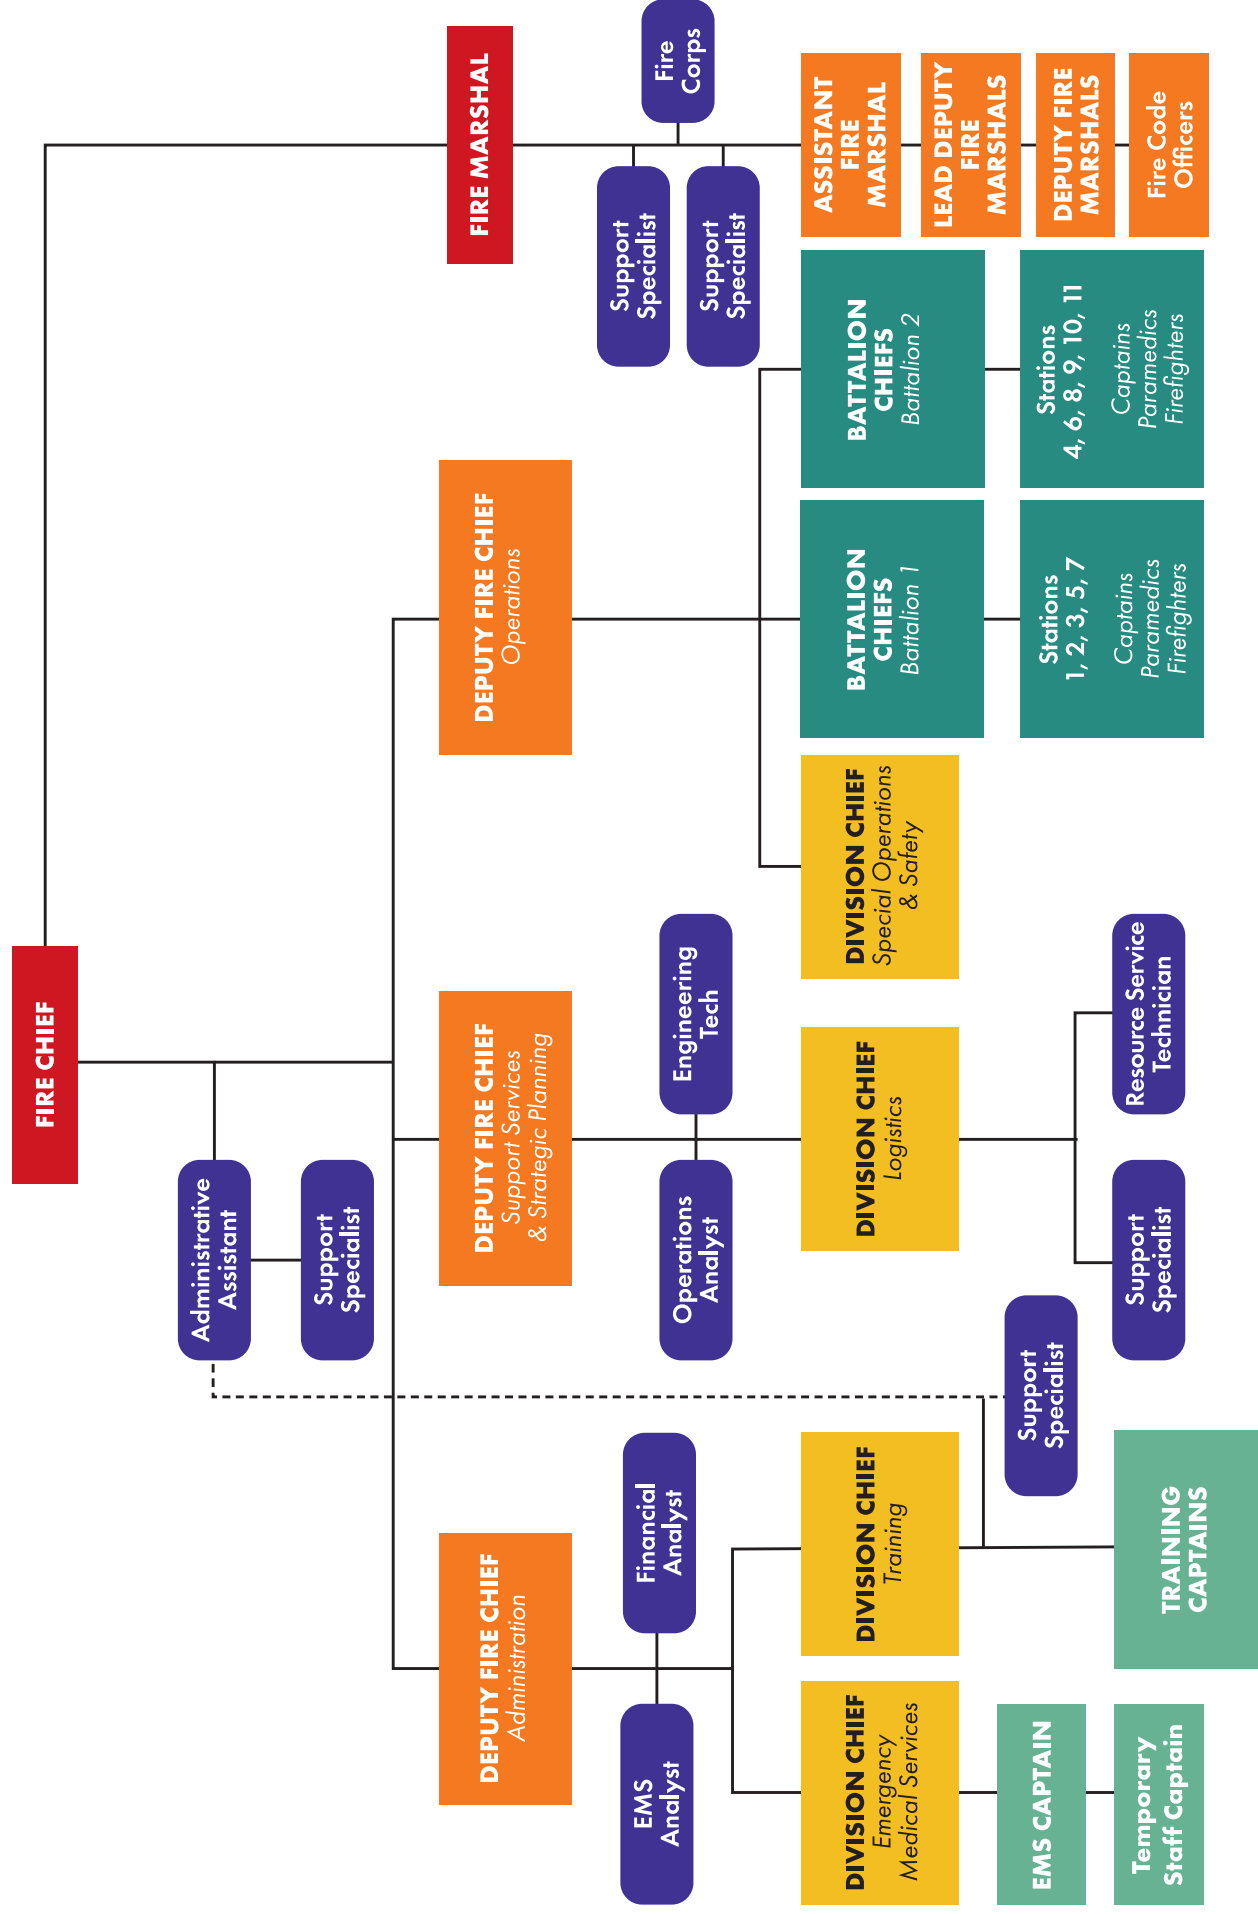 FIRE CHIEF
Administrative
Assistant
Support
Specialist
DEPUTY FIRE CHIEF
Administration
EMS
Analyst
Financial
Analyst
DIVISION CHIEF
Emergency
Medical Services
EMS CAPTAIN
Temporary
Staff Captain
DIVISION CHIEF
Training
Support
Specialist
TRAINING
CAPTAINS
DEPUTY FIRE CHIEF
Support Services
& Strategic Planning
Operations
Analyst
Engineering
Tech
DIVISION CHIEF
Logistics
Support
Specialist
Resource Service
Technician
DEPUTY FIRE CHIEF
Operations
DIVISION CHIEF
Special Operations
& Safety
BATTALION
CHIEFS
Battalion 1
Stations
1, 2, 3, 5, 7
Captains
Paramedics
Firefighters
BATTALION
CHIEFS
Battalion 2
Stations
4, 6, 8, 9, 10, 11
Captains
Paramedics
Firefighters
FIRE MARSHAL
Support
Specialist
Fire
Corps
Support
Specialist
ASSISTANT
FIRE
MARSHAL
LEAD DEPUTY
FIRE
MARSHALS
DEPUTY FIRE
MARSHALS
Fire Code
Officers